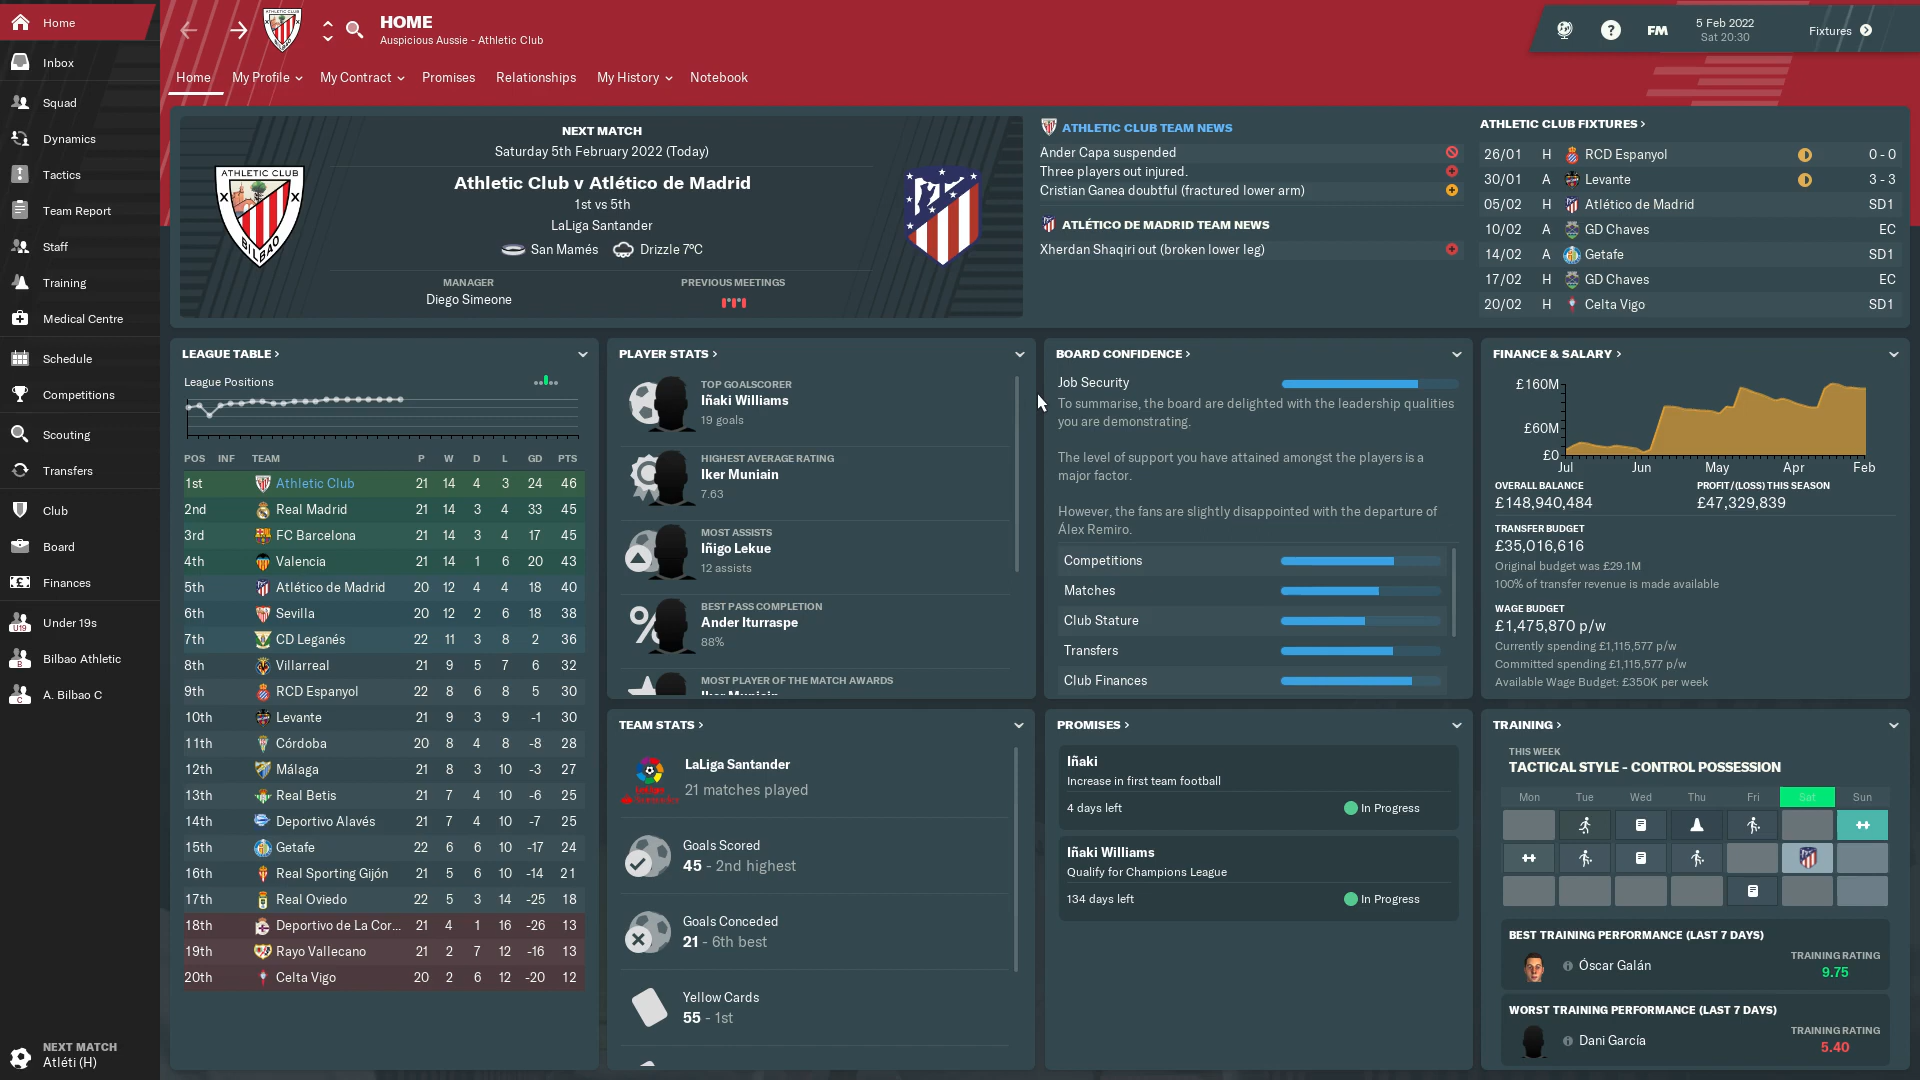 Home
Inbox
Squad
Dynamics
Tactics
Team Report
Staff
Training
Medical Centre
Schedule
Competitions
Scouting
Transfers
Club
Board
Finances
U19
Under 19s
B
Bilbao Athletic
C
A. Bilbao C
NEXT MATCH
Atléti (H)
ATHLETIC CLUB
BILBAO
HOME
Auspicious Aussie - Athletic Club
FM
5 Feb 2022
Sat 20:30
Fixtures
Home
My Profile
My Contract
Promises
Relationships
My History
Notebook
NEXT MATCH
Saturday 5th February 2022 (Today)
ATHLETIC CLUB
BILBAO
Athletic Club v Atlético de Madrid
1st vs 5th
LaLiga Santander
San Mamés
Drizzle 7ºC
MANAGER
Diego Simeone
PREVIOUS MEETINGS
ATHLETIC CLUB TEAM NEWS
Ander Capa suspended
Three players out injured.
Cristian Ganea doubtful (fractured lower arm)
ATLÉTICO DE MADRID TEAM NEWS
Xherdan Shaqiri out (broken lower leg)
ATHLETIC CLUB FIXTURES >
26/01 H RCD Espanyol 0 - 0
30/01 A Levante 3 - 3
05/02 H Atlético de Madrid SD1
10/02 A GD Chaves EC
14/02 A Getafe SD1
17/02 H GD Chaves EC
20/02 H Celta Vigo SD1
LEAGUE TABLE >
League Positions
POS INF TEAM P W D L GD PTS
1st Athletic Club 21 14 4 3 24 46
2nd Real Madrid 21 14 3 4 33 45
3rd FC Barcelona 21 14 3 4 17 45
4th Valencia 21 14 1 6 20 43
5th Atlético de Madrid 20 12 4 4 18 40
6th Sevilla 20 12 2 6 18 38
7th CD Leganés 22 11 3 8 2 36
8th Villarreal 21 9 5 7 6 32
9th RCD Espanyol 22 8 6 8 5 30
10th Levante 21 9 3 9 -1 30
11th Córdoba 20 8 4 8 -8 28
12th Málaga 21 8 3 10 -3 27
13th Real Betis 21 7 4 10 -6 25
14th Deportivo Alavés 21 7 4 10 -7 25
15th Getafe 22 6 6 10 -17 24
16th Real Sporting Gijón 21 5 6 10 -14 21
17th Real Oviedo 22 5 3 14 -25 18
18th Deportivo de La Cor... 21 4 1 16 -26 13
19th Rayo Vallecano 21 2 7 12 -16 13
20th Celta Vigo 20 2 6 12 -20 12
PLAYER STATS >
TOP GOALSCORER
Iñaki Williams
19 goals
HIGHEST AVERAGE RATING
Iker Muniain
7.63
MOST ASSISTS
Iñigo Lekue
12 assists
BEST PASS COMPLETION
Ander Iturraspe
88%
MOST PLAYER OF THE MATCH AWARDS
Iker Muniain
BOARD CONFIDENCE >
Job Security
To summarise, the board are delighted with the leadership qualities
you are demonstrating.
The level of support you have attained amongst the players is a
major factor.
However, the fans are slightly disappointed with the departure of
Álex Remiro.
Competitions
Matches
Club Stature
Transfers
Club Finances
FINANCE & SALARY >
£160M
£60M
£0
Jul Jun May Apr Feb
OVERALL BALANCE
£148,940,484
PROFIT/(LOSS) THIS SEASON
£47,329,839
TRANSFER BUDGET
£35,016,616
Original budget was £29.1M
100% of transfer revenue is made available
WAGE BUDGET
£1,475,870 p/w
Currently spending £1,115,577 p/w
Committed spending £1,115,577 p/w
Available Wage Budget: £350K per week
TEAM STATS >
LaLiga
Santander
LaLiga Santander
21 matches played
Goals Scored
45 - 2nd highest
Goals Conceded
21 - 6th best
Yellow Cards
55 - 1st
PROMISES >
Iñaki
Increase in first team football
4 days left
In Progress
Iñaki Williams
Qualify for Champions League
134 days left
In Progress
TRAINING >
THIS WEEK
TACTICAL STYLE - CONTROL POSSESSION
Mon Tue Wed Thu Fri Sat Sun
BEST TRAINING PERFORMANCE (LAST 7 DAYS)
Óscar Galán
TRAINING RATING
9.75
WORST TRAINING PERFORMANCE (LAST 7 DAYS)
Dani García
TRAINING RATING
5.40